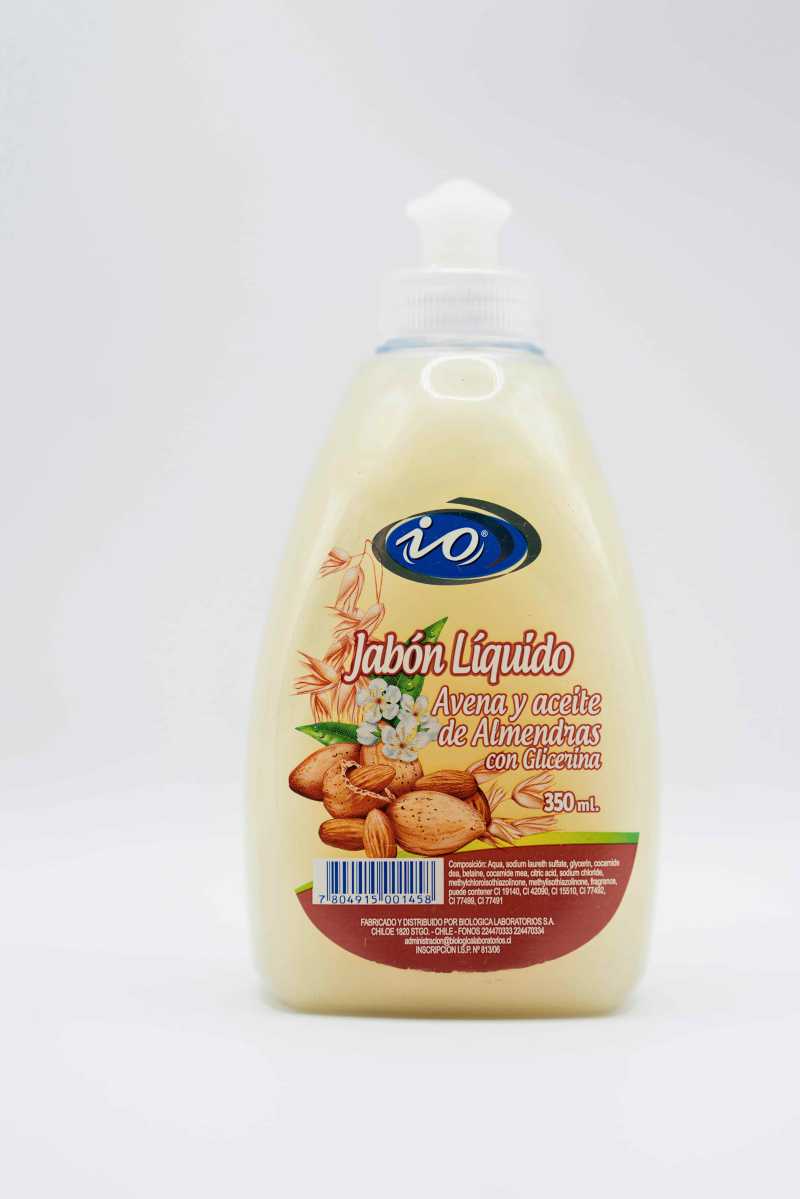 io®
Jabón Líquido
Avena y aceite
de Almendras
con Glicerina
350 ml.
Composición: Aqua, sodium laureth sulfate, glycerin, cocamide
dea, betaine, cocamide mea, citric acid, sodium chloride,
methylchloroisothiazolinone, methylisothiazolinone, fragrance,
puede contener CI 19140, CI 42090, CI 15510, CI 77492,
CI 77499, CI 77491
7 804915 001458
FABRICADO Y DISTRIBUIDO POR BIOLOGICA LABORATORIOS S.A.
CHILOE 1820 STGO. - CHILE - FONOS 224470333 224470334
administracion@biologicalaboratorios.cl
INSCRIPCION I.S.P. Nº 813/06